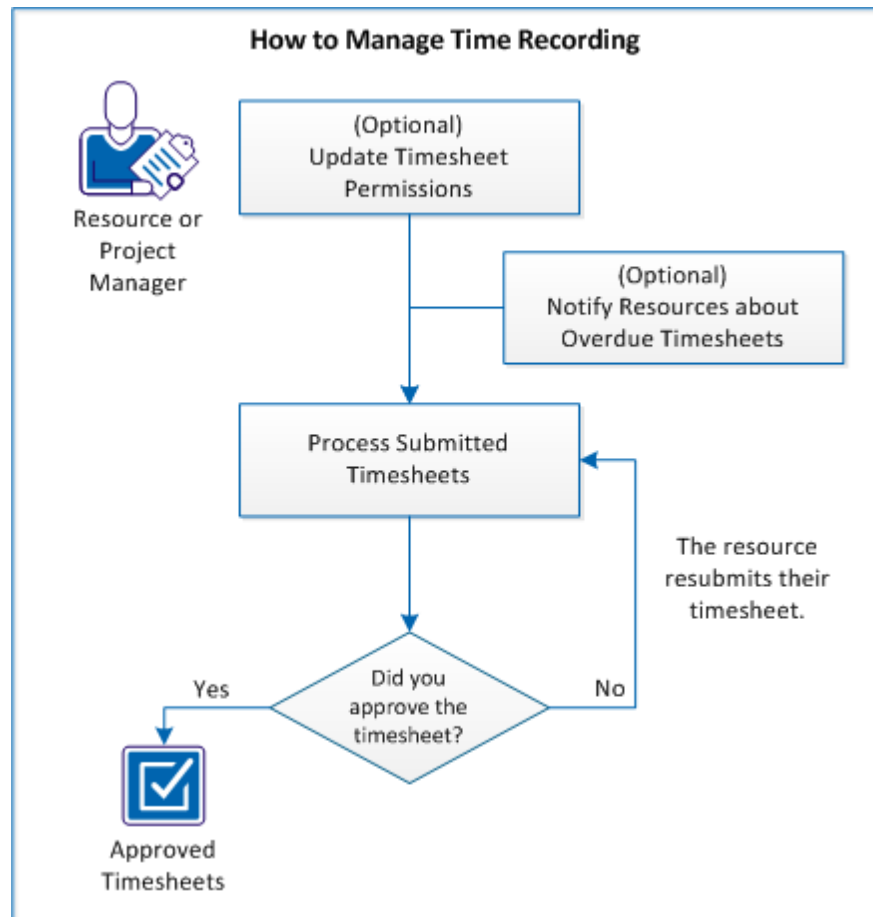 How to Manage Time Recording
Resource or
Project
Manager
(Optional)
Update Timesheet
Permissions
(Optional)
Notify Resources about
Overdue Timesheets
Process Submitted
Timesheets
The resource
resubmits their
timesheet.
Did you
approve the
timesheet?
Yes
No
Approved
Timesheets